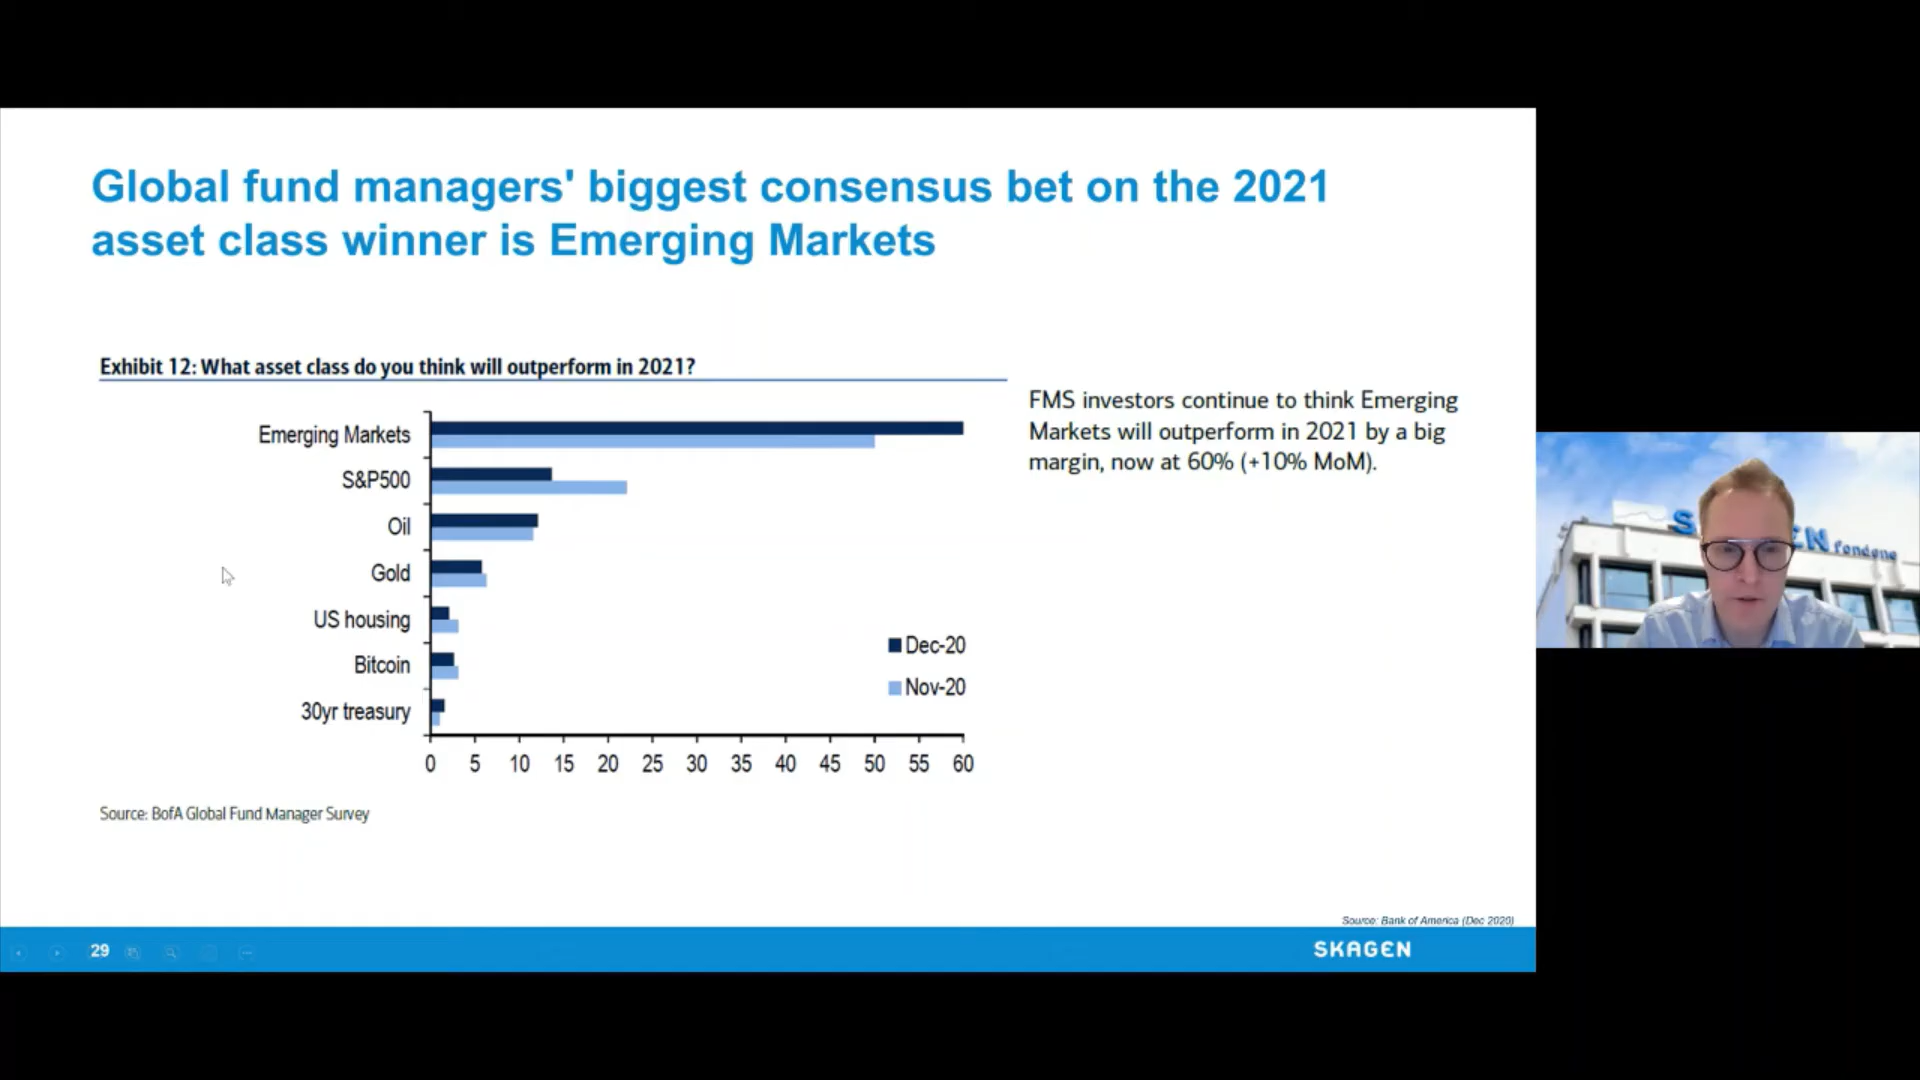 Global fund managers' biggest consensus bet on the 2021
asset class winner is Emerging Markets
Exhibit 12: What asset class do you think will outperform in 2021?
Emerging Markets
S&P500
Oil
Gold
US housing
Bitcoin
30yr treasury
Dec-20
Nov-20
0 5 10 15 20 25 30 35 40 45 50 55 60
Source: BofA Global Fund Manager Survey
FMS investors continue to think Emerging
Markets will outperform in 2021 by a big
margin, now at 60% (+10% MoM).
Source: Bank of America (Dec 2020)
29
SKAGEN
S EN fondene